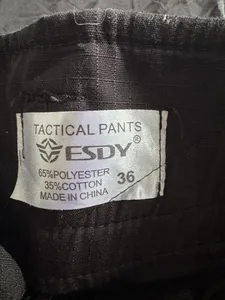 TACTICAL PANTS
ESDY®
65%POLYESTER
35%COTTON 36
MADE IN CHINA